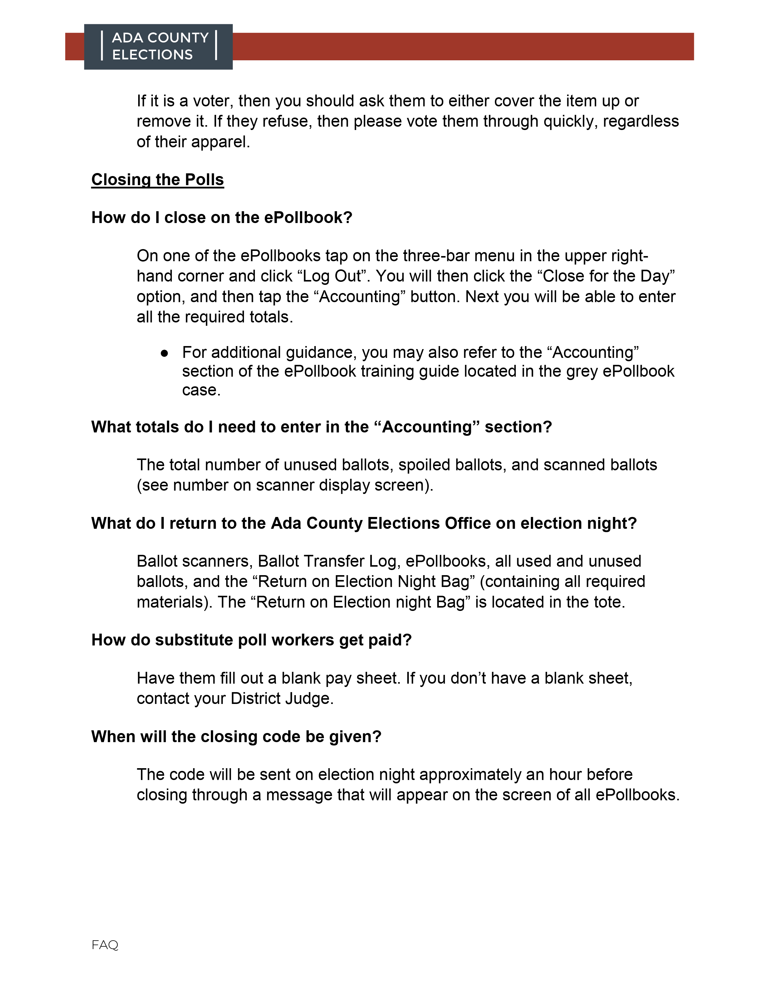 ADA COUNTY
ELECTIONS
If it is a voter, then you should ask them to either cover the item up or
remove it. If they refuse, then please vote them through quickly, regardless
of their apparel.
Closing the Polls
How do I close on the ePollbook?
On one of the ePollbooks tap on the three-bar menu in the upper right-
hand corner and click “Log Out”. You will then click the “Close for the Day”
option, and then tap the “Accounting” button. Next you will be able to enter
all the required totals.
● For additional guidance, you may also refer to the “Accounting”
section of the ePollbook training guide located in the grey ePollbook
case.
What totals do I need to enter in the “Accounting” section?
The total number of unused ballots, spoiled ballots, and scanned ballots
(see number on scanner display screen).
What do I return to the Ada County Elections Office on election night?
Ballot scanners, Ballot Transfer Log, ePollbooks, all used and unused
ballots, and the “Return on Election Night Bag” (containing all required
materials). The “Return on Election night Bag” is located in the tote.
How do substitute poll workers get paid?
Have them fill out a blank pay sheet. If you don’t have a blank sheet,
contact your District Judge.
When will the closing code be given?
The code will be sent on election night approximately an hour before
closing through a message that will appear on the screen of all ePollbooks.
FAQ